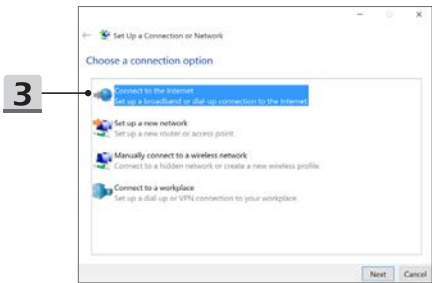 Set Up a Connection or Network
Choose a connection option
3
Connect to the Internet
Set up a broadband or dial-up connection to the Internet.
Set up a new network
Set up a new router or access point.
Manually connect to a wireless network
Connect to a hidden network or create a new wireless profile.
Connect to a workplace
Set up a dial-up or VPN connection to your workplace.
Next Cancel